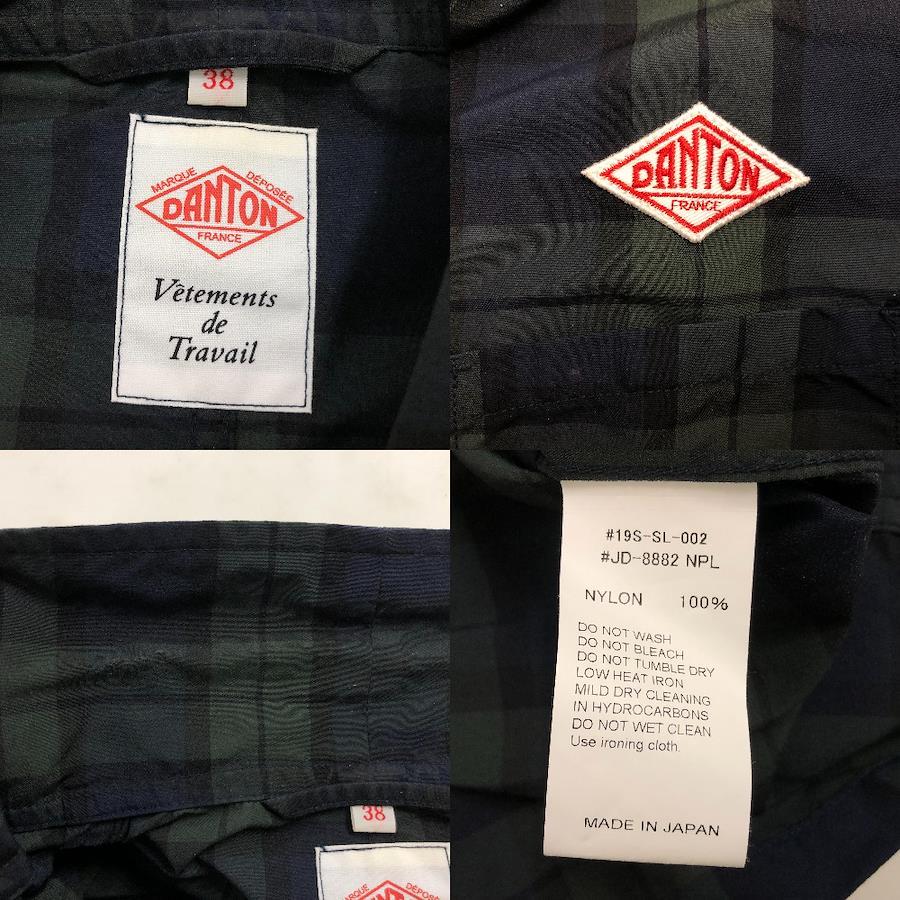 38
MARQUE DÉPOSÉE
DANTON
FRANCE
Vêtements
de
Travail
DANTON
FRANCE
38
#19S-SL-002
#JD-8882 NPL
NYLON 100%
DO NOT WASH
DO NOT BLEACH
DO NOT TUMBLE DRY
LOW HEAT IRON
MILD DRY CLEANING
IN HYDROCARBONS
DO NOT WET CLEAN
Use ironing cloth.
MADE IN JAPAN